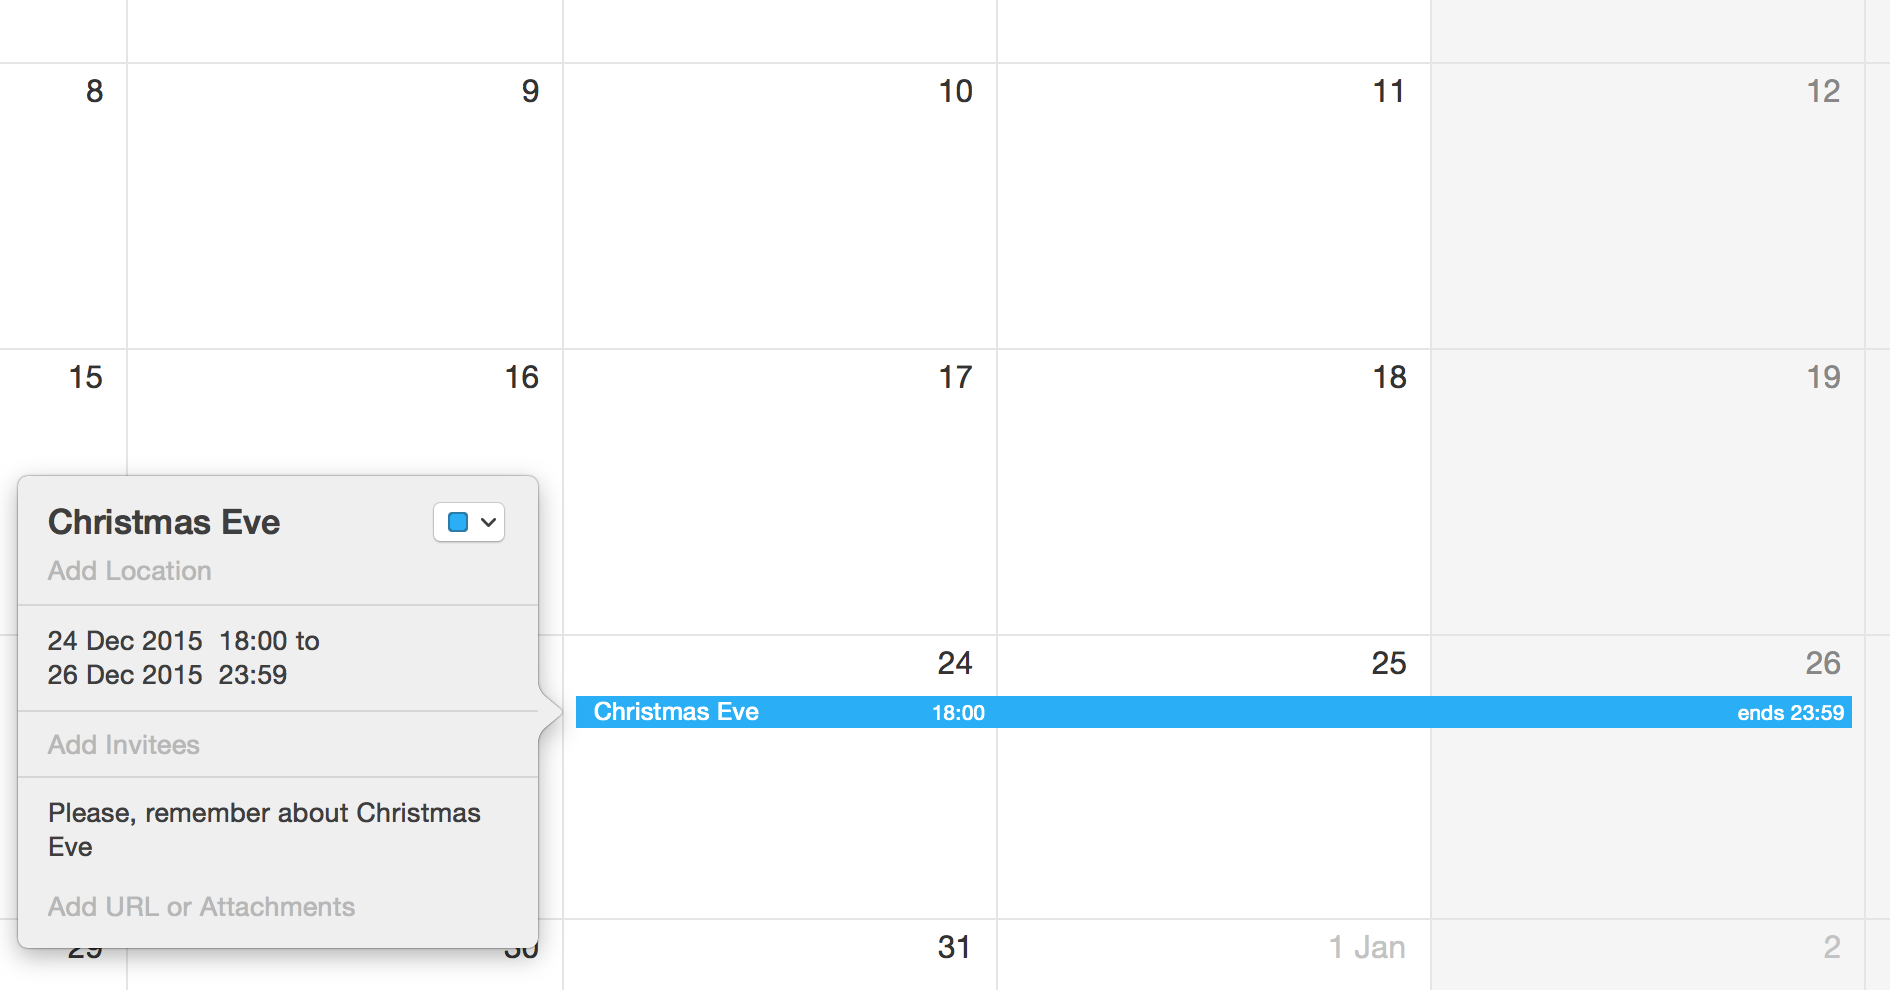 8 9 10 11 12
15 16 17 18 19
Christmas Eve
Add Location
24 Dec 2015 18:00 to
26 Dec 2015 23:59
Add Invitees
Please, remember about Christmas
Eve
Add URL or Attachments
24 25 26
Christmas Eve 18:00 ends 23:59
29 30 31 1 Jan 2